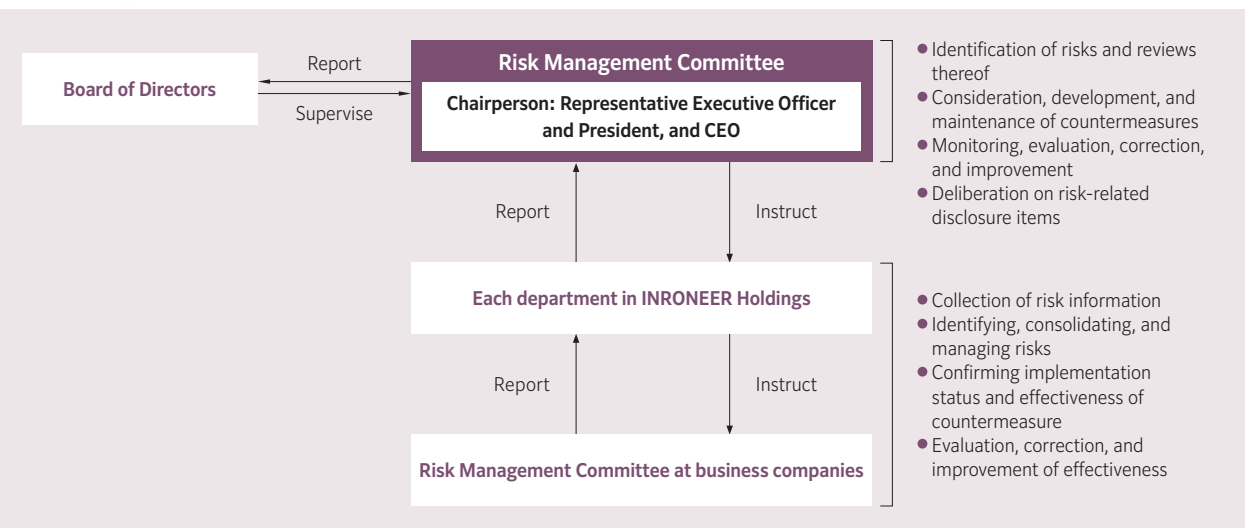 Board of Directors
Report
Supervise
Risk Management Committee
Chairperson: Representative Executive Officer
and President, and CEO
● Identification of risks and reviews
thereof
● Consideration, development, and
maintenance of countermeasures
● Monitoring, evaluation, correction,
and improvement
● Deliberation on risk-related
disclosure items
Report
Instruct
Each department in INRONEER Holdings
Report
Instruct
Risk Management Committee at business companies
● Collection of risk information
● Identifying, consolidating, and
managing risks
● Confirming implementation
status and effectiveness of
countermeasure
● Evaluation, correction, and
improvement of effectiveness